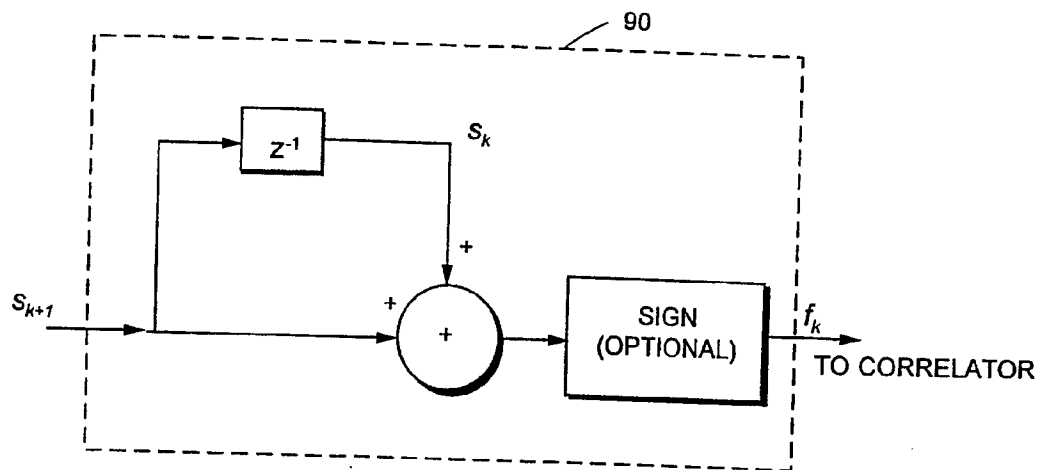 90
Z⁻¹
sₖ
+
sₖ₊₁
+
+
SIGN
(OPTIONAL)
fₖ
TO CORRELATOR